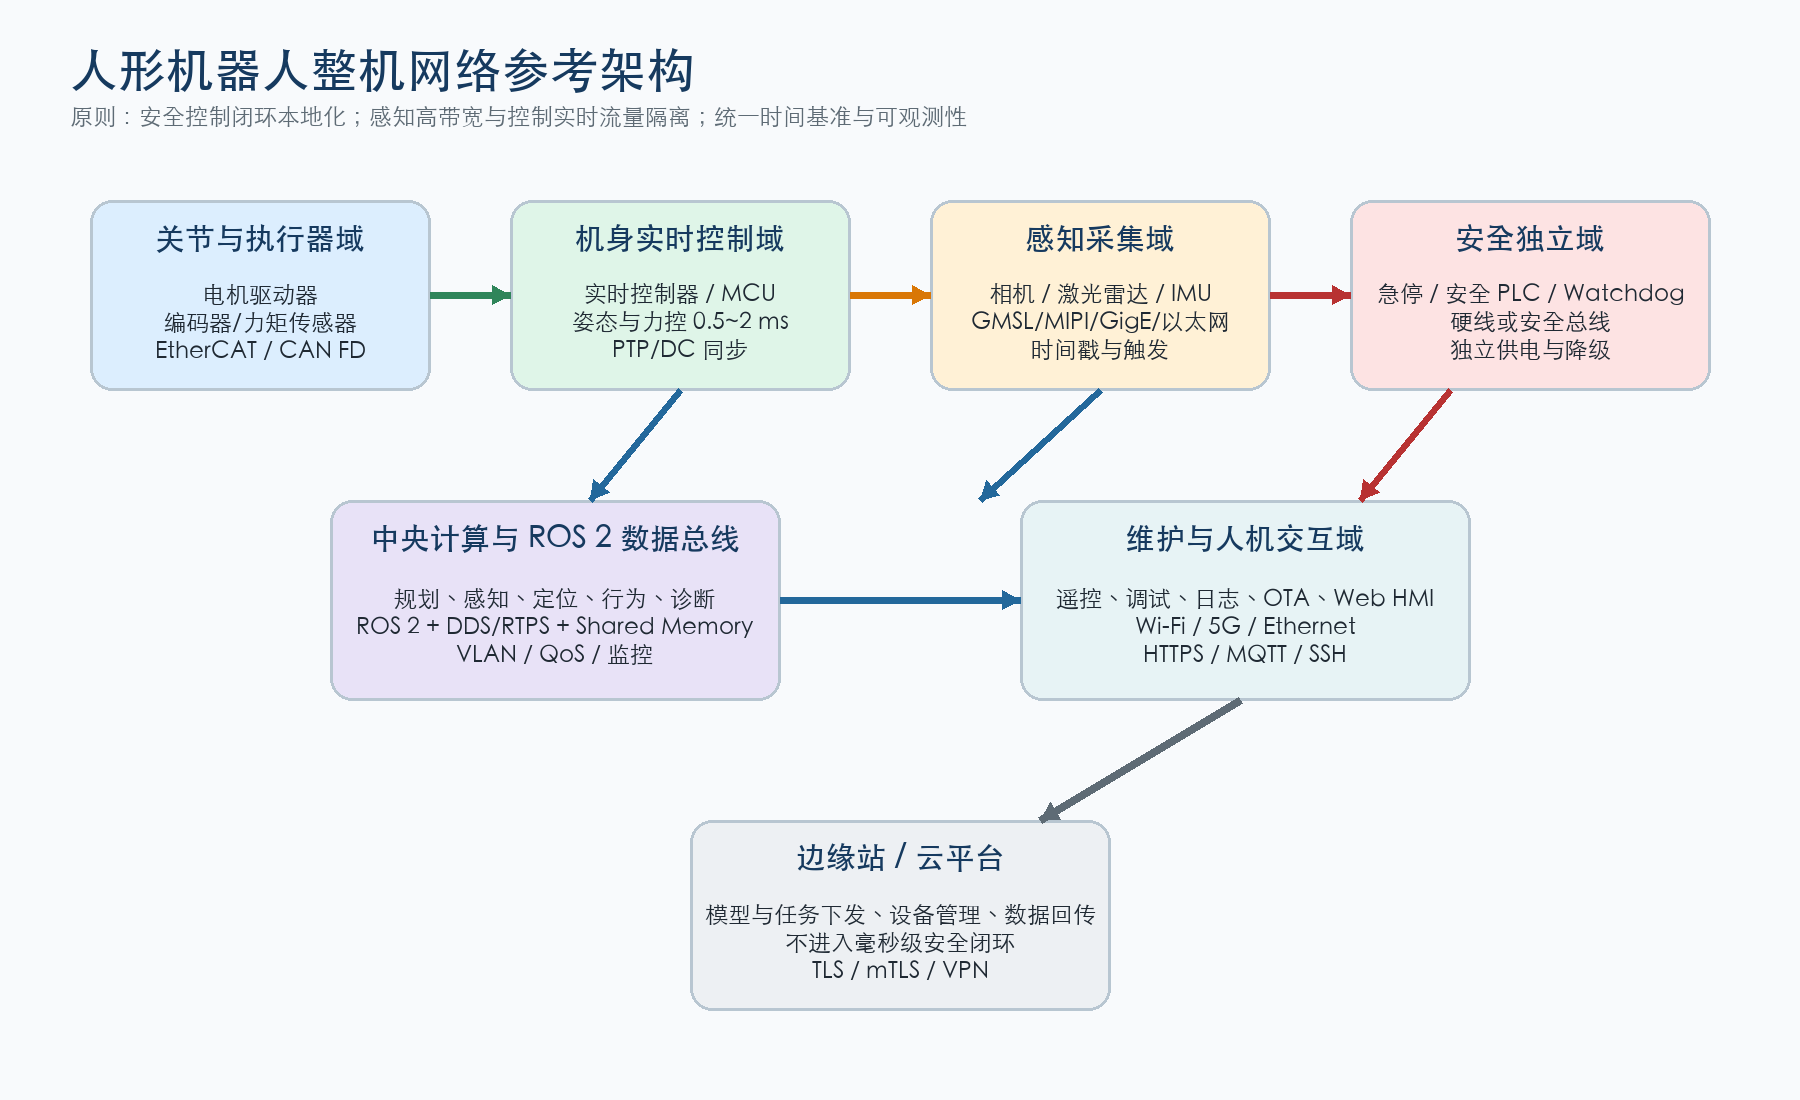 人形机器人整机网络参考架构
原则：安全控制闭环本地化；感知高带宽与控制实时流量隔离；统一时间基准与可观测性
关节与执行器域
电机驱动器
编码器/力矩传感器
EtherCAT / CAN FD
机身实时控制域
实时控制器 / MCU
姿态与力控 0.5~2 ms
PTP/DC 同步
感知采集域
相机 / 激光雷达 / IMU
GMSL/MIPI/GigE/以太网
时间戳与触发
安全独立域
急停 / 安全 PLC / Watchdog
硬线或安全总线
独立供电与降级
中央计算与 ROS 2 数据总线
规划、感知、定位、行为、诊断
ROS 2 + DDS/RTPS + Shared Memory
VLAN / QoS / 监控
维护与人机交互域
遥控、调试、日志、OTA、Web HMI
Wi-Fi / 5G / Ethernet
HTTPS / MQTT / SSH
边缘站 / 云平台
模型与任务下发、设备管理、数据回传
不进入毫秒级安全闭环
TLS / mTLS / VPN